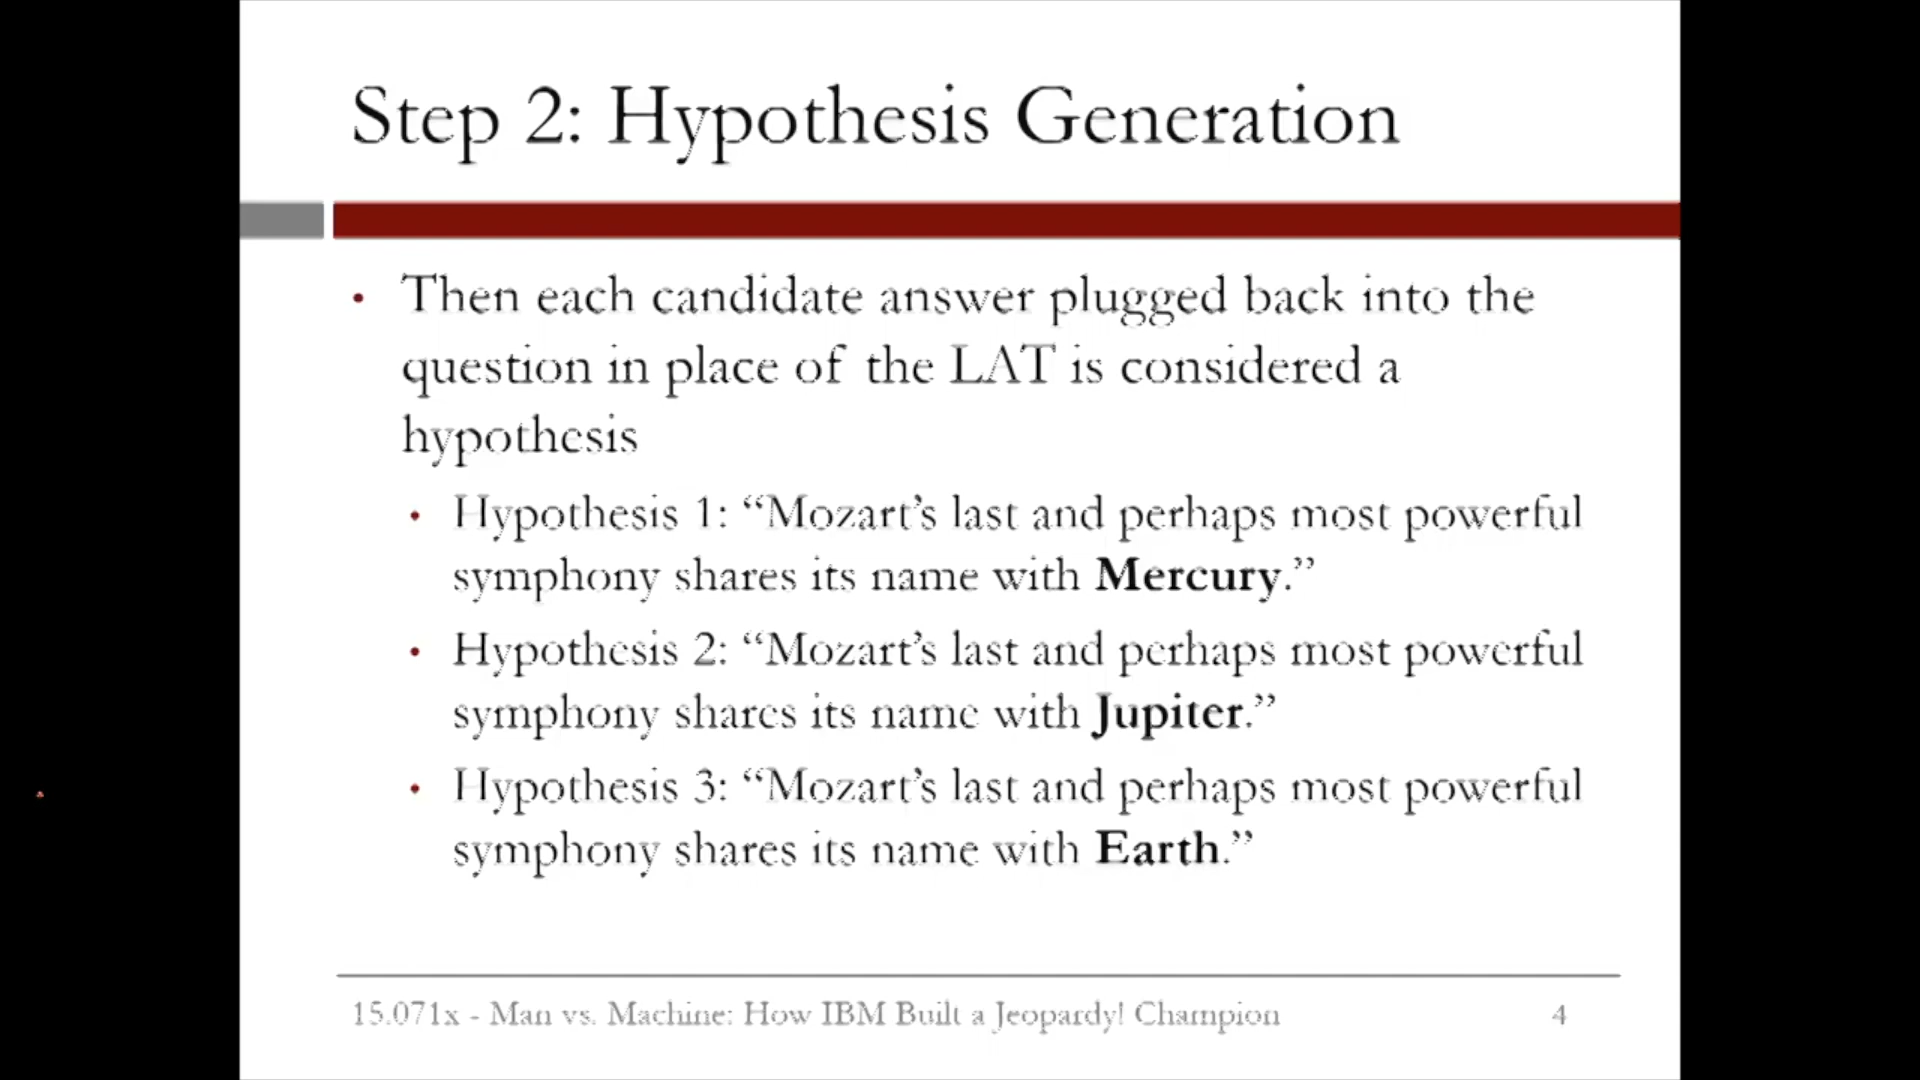 Step 2: Hypothesis Generation
• Then each candidate answer plugged back into the
question in place of the LAT is considered a
hypothesis
• Hypothesis 1: “Mozart’s last and perhaps most powerful
symphony shares its name with Mercury.”
• Hypothesis 2: “Mozart’s last and perhaps most powerful
symphony shares its name with Jupiter.”
• Hypothesis 3: “Mozart’s last and perhaps most powerful
symphony shares its name with Earth.”
15.071x - Man vs. Machine: How IBM Built a Jeopardy! Champion 4